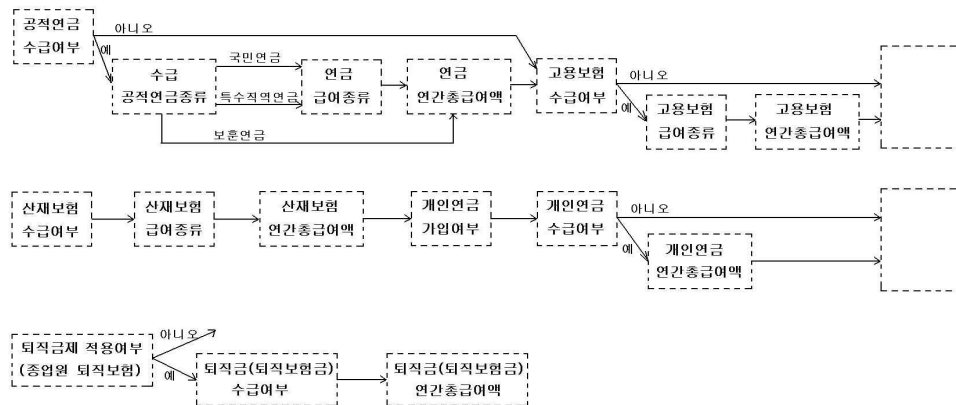 공적연금
수급여부
아니오
예
수급
공적연금종류
국민연금
특수직역연금
보훈연금
연금
급여종류
연금
연간총급여액
고용보험
수급여부
아니오
예
고용보험
급여종류
고용보험
연간총급여액
산재보험
수급여부
산재보험
급여종류
산재보험
연간총급여액
개인연금
가입여부
개인연금
수급여부
아니오
예
개인연금
연간총급여액
퇴직금제 적용여부
(종업원 퇴직보험)
아니오
예
퇴직금(퇴직보험금)
수급여부
퇴직금(퇴직보험금)
연간총급여액